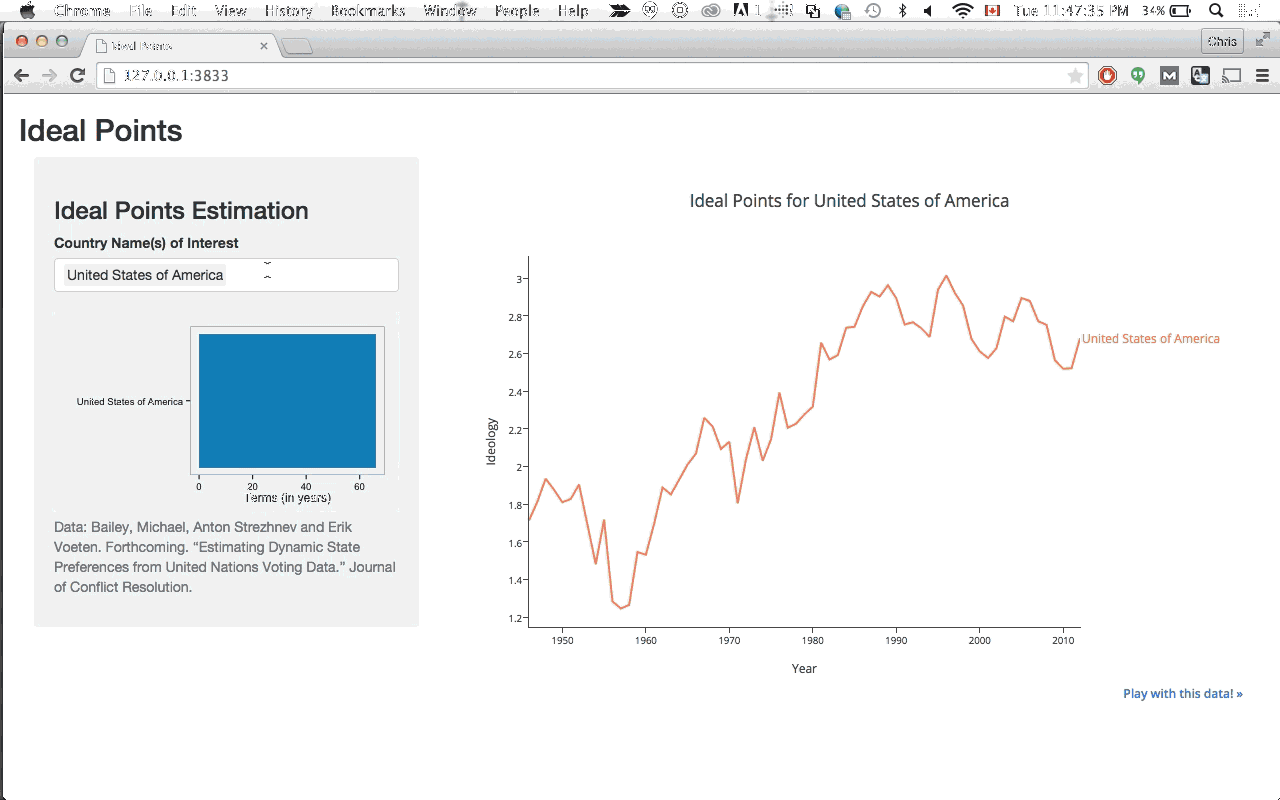 Chrome File Edit View History Bookmarks Window People Help 1 Tue 11:47:35 PM 34%
Ideal Points Chris
127.0.0.1:3833
Ideal Points
Ideal Points Estimation
Country Name(s) of Interest
United States of America
United States of America
0 20 40 60
Terms (in years)
Data: Bailey, Michael, Anton Strezhnev and Erik
Voeten. Forthcoming. “Estimating Dynamic State
Preferences from United Nations Voting Data.” Journal
of Conflict Resolution.
Ideal Points for United States of America
3
2.8
2.6
2.4
2.2
2
1.8
1.6
1.4
1.2
Ideology
United States of America
1950 1960 1970 1980 1990 2000 2010
Year
Play with this data! »